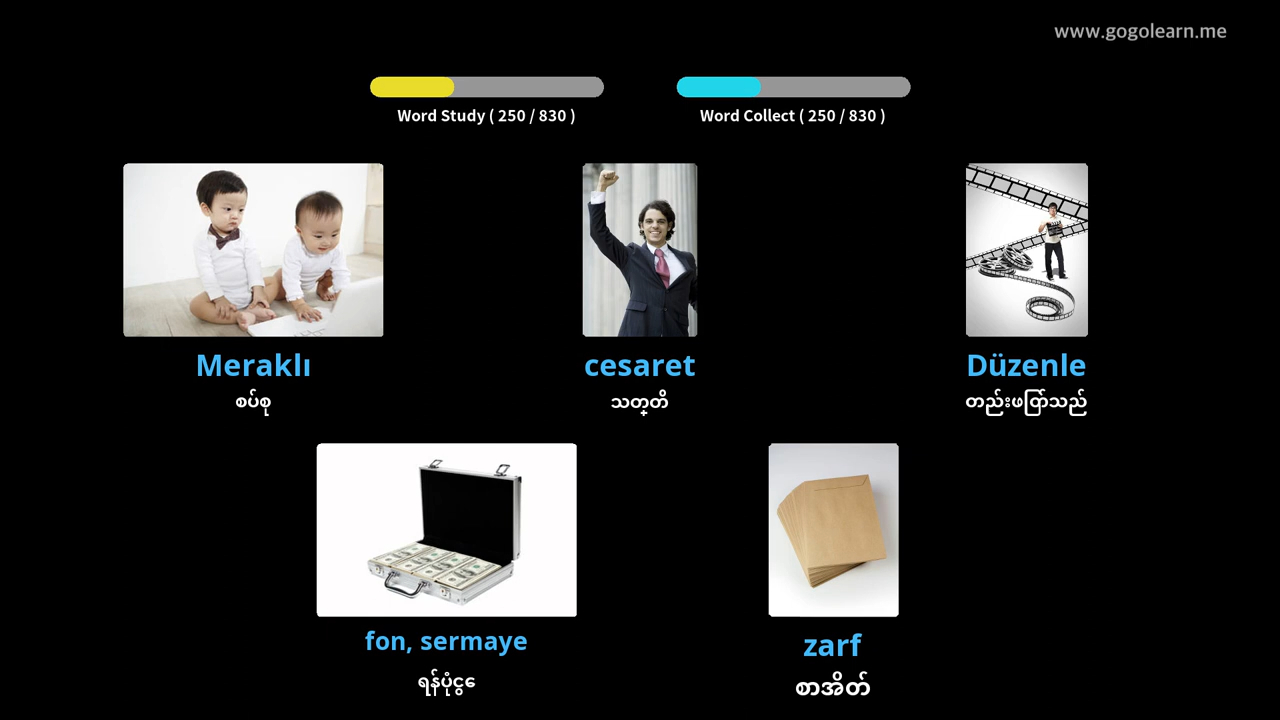 www.gogolearn.me
Word Study ( 250 / 830 )
Word Collect ( 250 / 830 )
Meraklı
စပ်စု
cesaret
သတ္တိ
Düzenle
တည်းဖြတ်သည်
fon, sermaye
ရန်ပုံငွေ
zarf
စာအိတ်